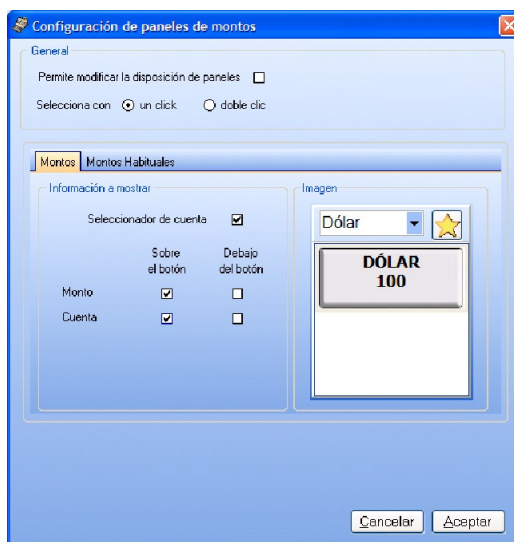 Configuración de paneles de montos
General
Permite modificar la disposición de paneles
Selecciona con un click doble clic
Montos Montos Habituales
Información a mostrar
Seleccionador de cuenta
Sobre el botón
Debajo del botón
Monto
Cuenta
Imagen
Dólar
DÓLAR
100
Cancelar Aceptar